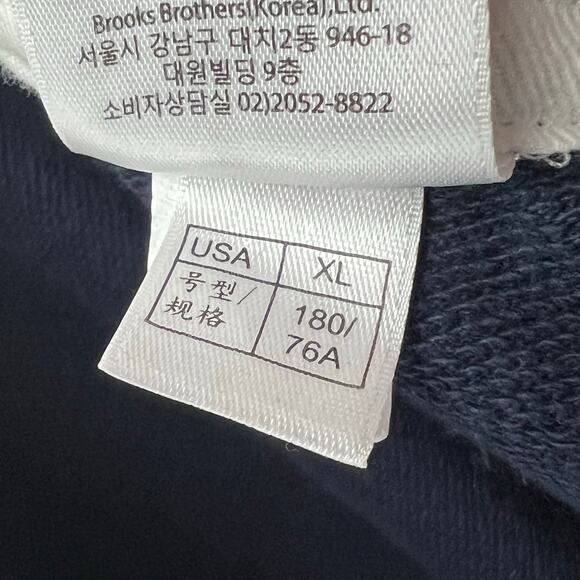 Brooks Brothers(Korea),Ltd.
서울시 강남구 대치2동 946-18
대원빌딩 9층
소비자상담실 02)2052-8822
USA XL
号型/ 180/
规格 76A